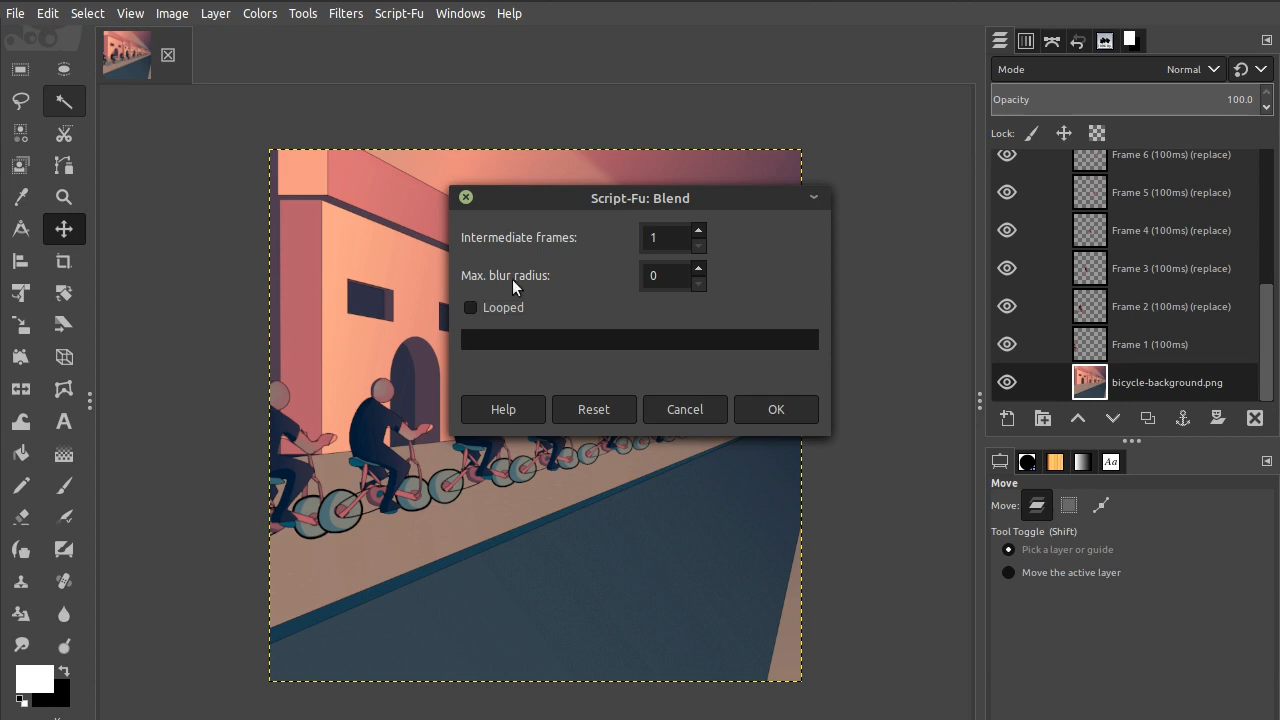 File Edit Select View Image Layer Colors Tools Filters Script-Fu Windows Help
Mode Normal
Opacity 100.0
Lock:
Frame 6 (100ms) (replace)
Frame 5 (100ms) (replace)
Frame 4 (100ms) (replace)
Frame 3 (100ms) (replace)
Frame 2 (100ms) (replace)
Frame 1 (100ms)
bicycle-background.png
Script-Fu: Blend
Intermediate frames: 1
Max. blur radius: 0
Looped
Help Reset Cancel OK
Aa
Move
Move:
Tool Toggle (Shift)
Pick a layer or guide
Move the active layer